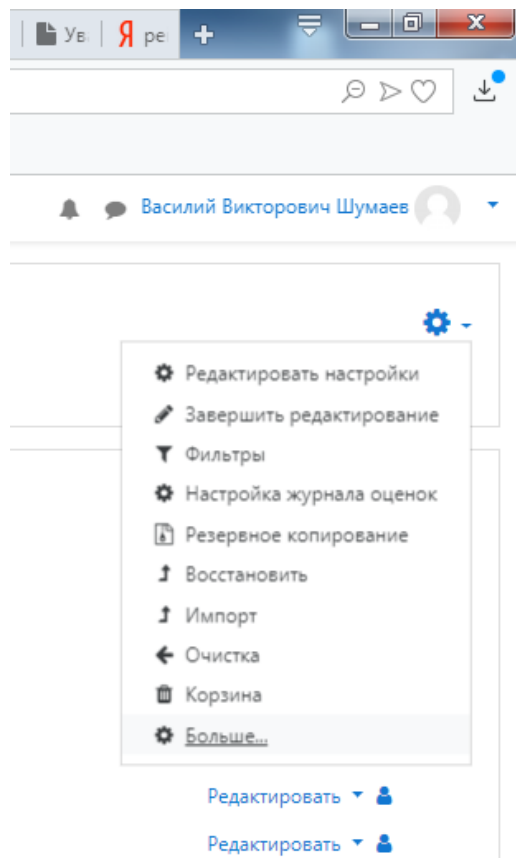 Ув Я ре
Василий Викторович Шумаев
Редактировать настройки
Завершить редактирование
Фильтры
Настройка журнала оценок
Резервное копирование
Восстановить
Импорт
Очистка
Корзина
Больше...
Редактировать
Редактировать